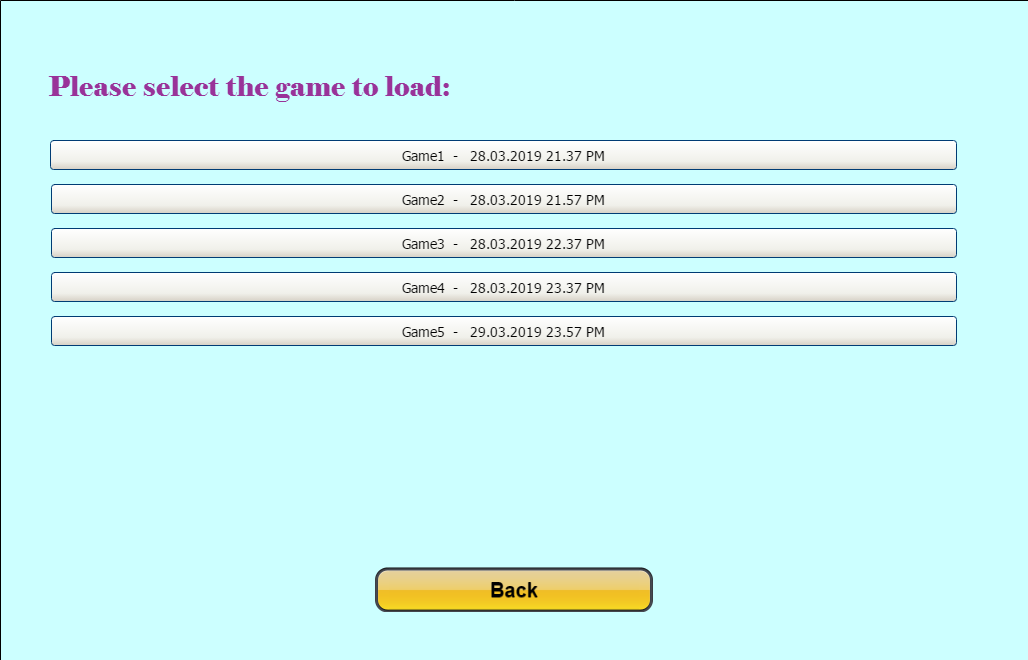 Please select the game to load:
Game1 - 28.03.2019 21.37 PM
Game2 - 28.03.2019 21.57 PM
Game3 - 28.03.2019 22.37 PM
Game4 - 28.03.2019 23.37 PM
Game5 - 29.03.2019 23.57 PM
Back